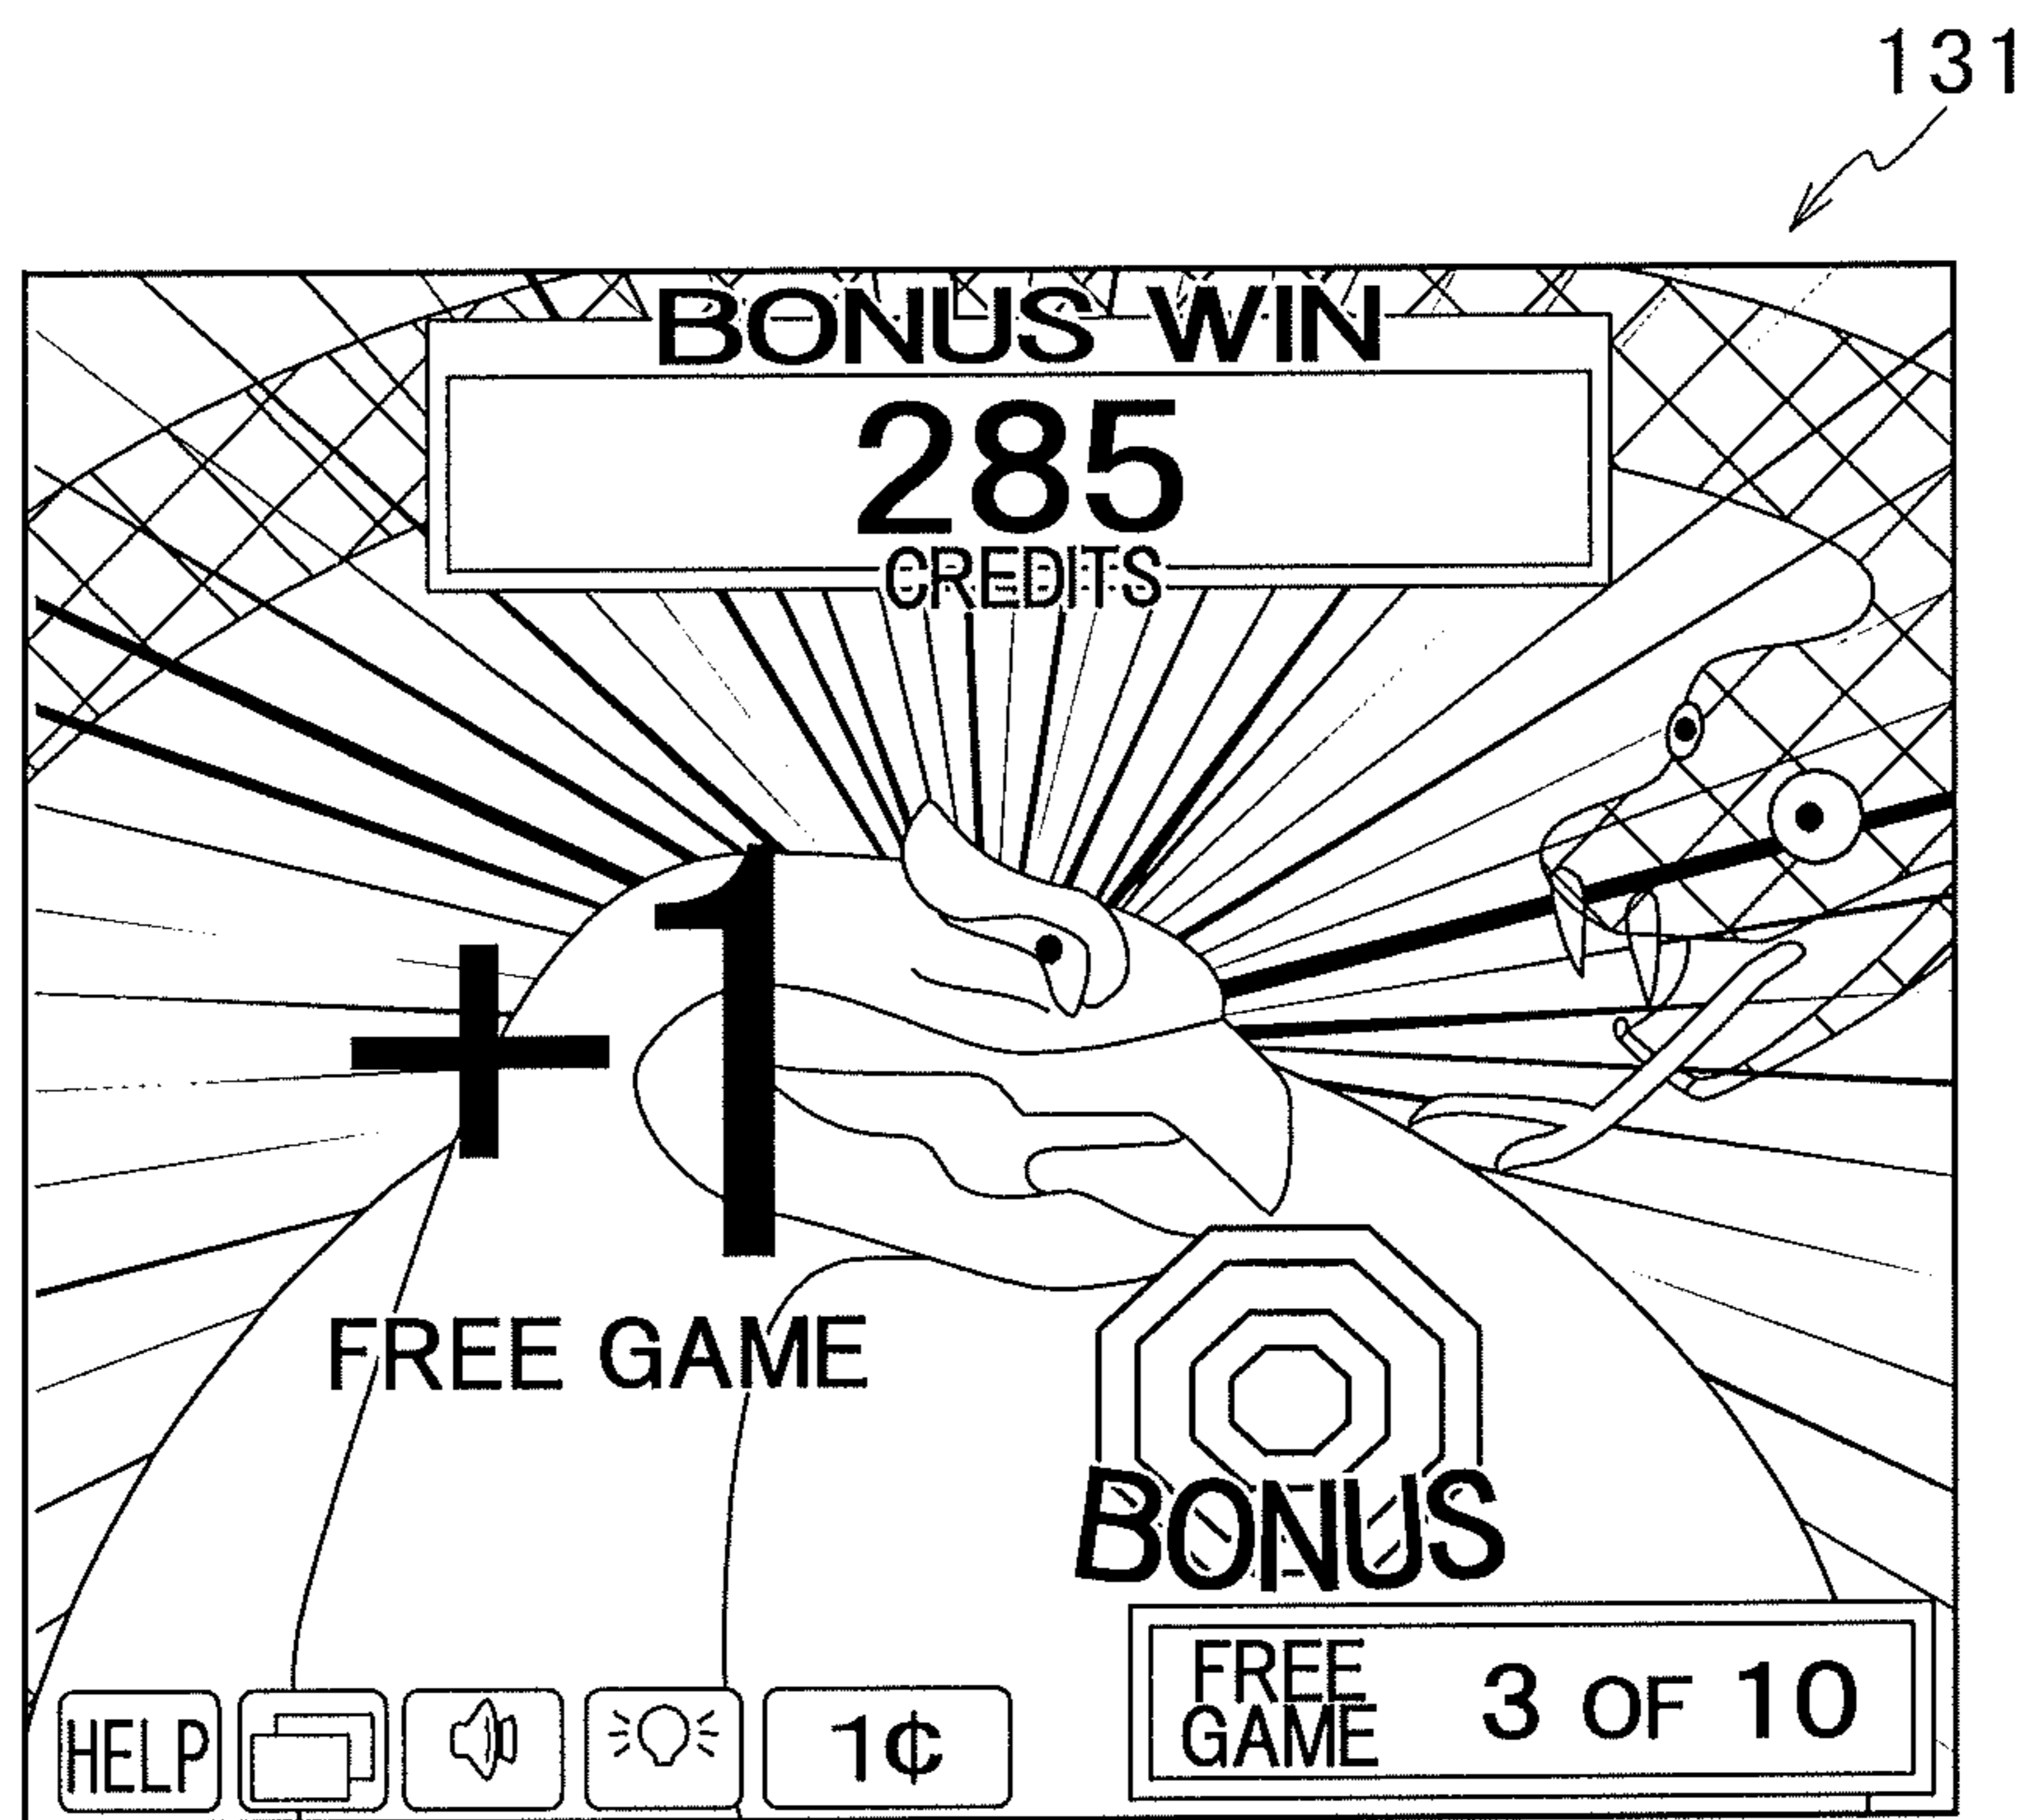 131
BONUS WIN
285
CREDITS
+1
FREE GAME
BONUS
FREE
GAME
3 OF 10
HELP
1¢